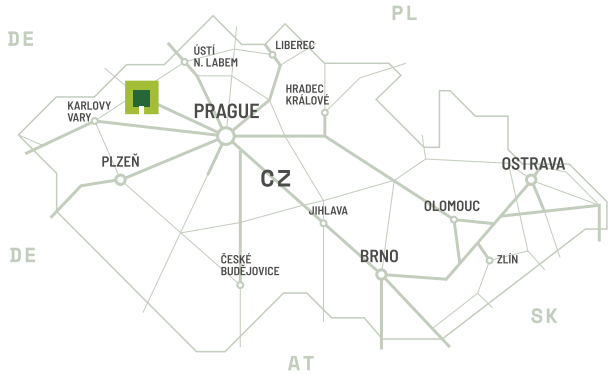 PL
DE
ÚSTÍ
N. LABEM
LIBEREC
HRADEC
KRÁLOVÉ
KARLOVY
VARY
PRAGUE
PLZEŇ
OSTRAVA
CZ
JIHLAVA
OLOMOUC
DE
ČESKÉ
BUDĚJOVICE
BRNO
ZLÍN
SK
AT